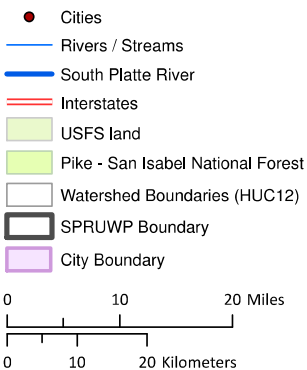 Cities
Rivers / Streams
South Platte River
Interstates
USFS land
Pike - San Isabel National Forest
Watershed Boundaries (HUC12)
SPRUWP Boundary
City Boundary
0 10 20 Miles
0 10 20 Kilometers